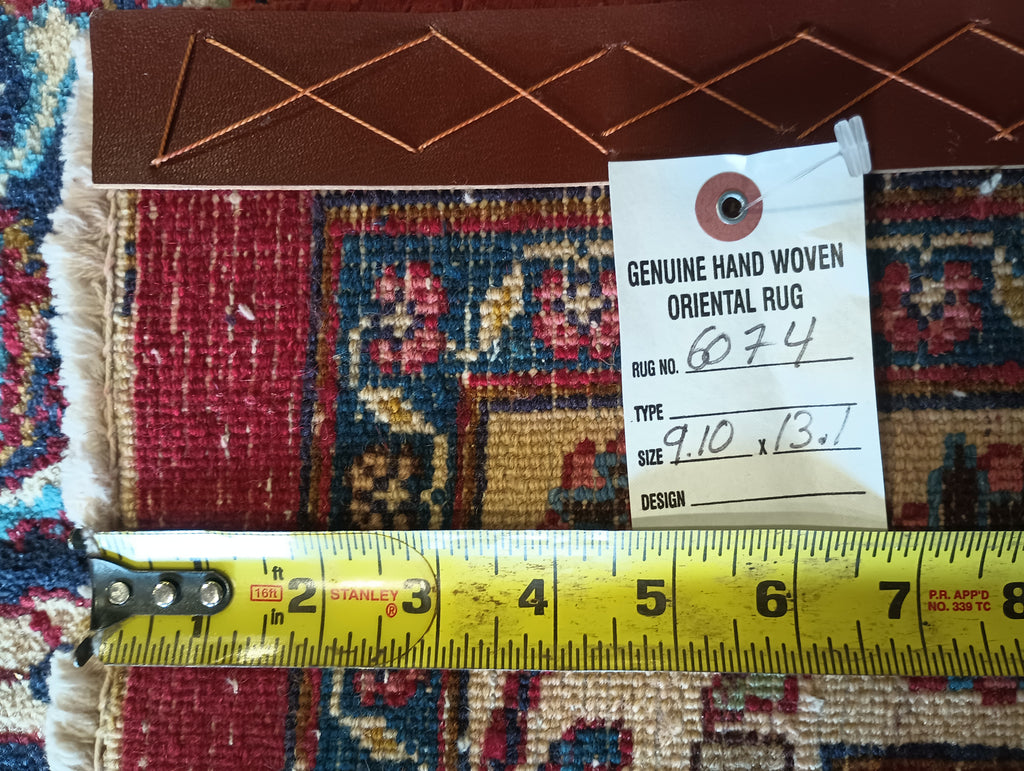 GENUINE HAND WOVEN
ORIENTAL RUG
RUG NO. 6074
TYPE
SIZE 9.10 x 13.1
DESIGN
ft
16ft 2 STANLEY® 3 4 5 6 7 P.R. APP'D 8
NO. 339 TC
1 in